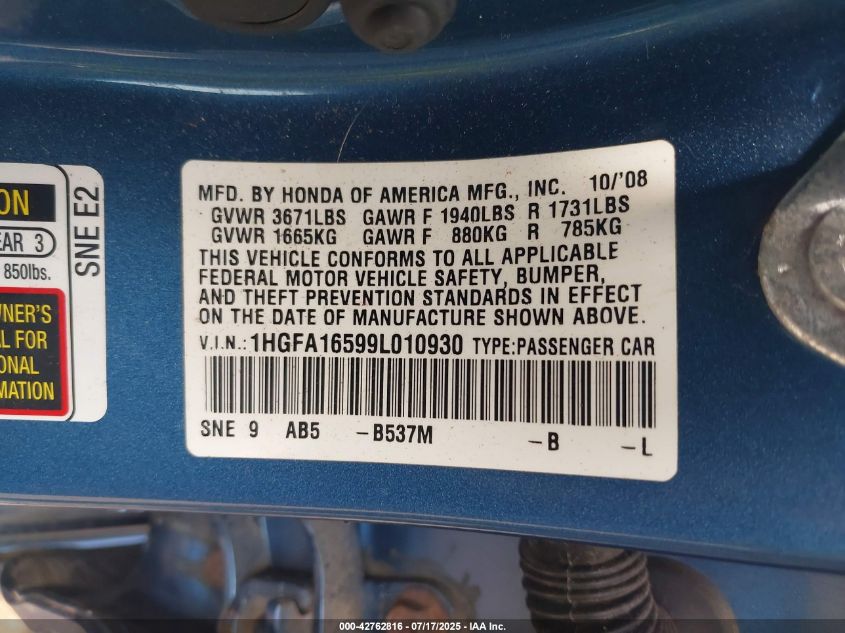 MFD. BY HONDA OF AMERICA MFG., INC. 10/'08
GVWR 3671LBS GAWR F 1940LBS R 1731LBS
GVWR 1665KG GAWR F 880KG R 785KG
THIS VEHICLE CONFORMS TO ALL APPLICABLE
FEDERAL MOTOR VEHICLE SAFETY, BUMPER,
AND THEFT PREVENTION STANDARDS IN EFFECT
ON THE DATE OF MANUFACTURE SHOWN ABOVE.
V.I.N.: 1HGFA16599L010930 TYPE:PASSENGER CAR
SNE 9 AB5 -B537M -B -L
ON
EAR 3
850lbs.
WNER'S
AL FOR
IONAL
RMATION
SNE E2
000-42762816 - 07/17/2025 - IAA Inc.